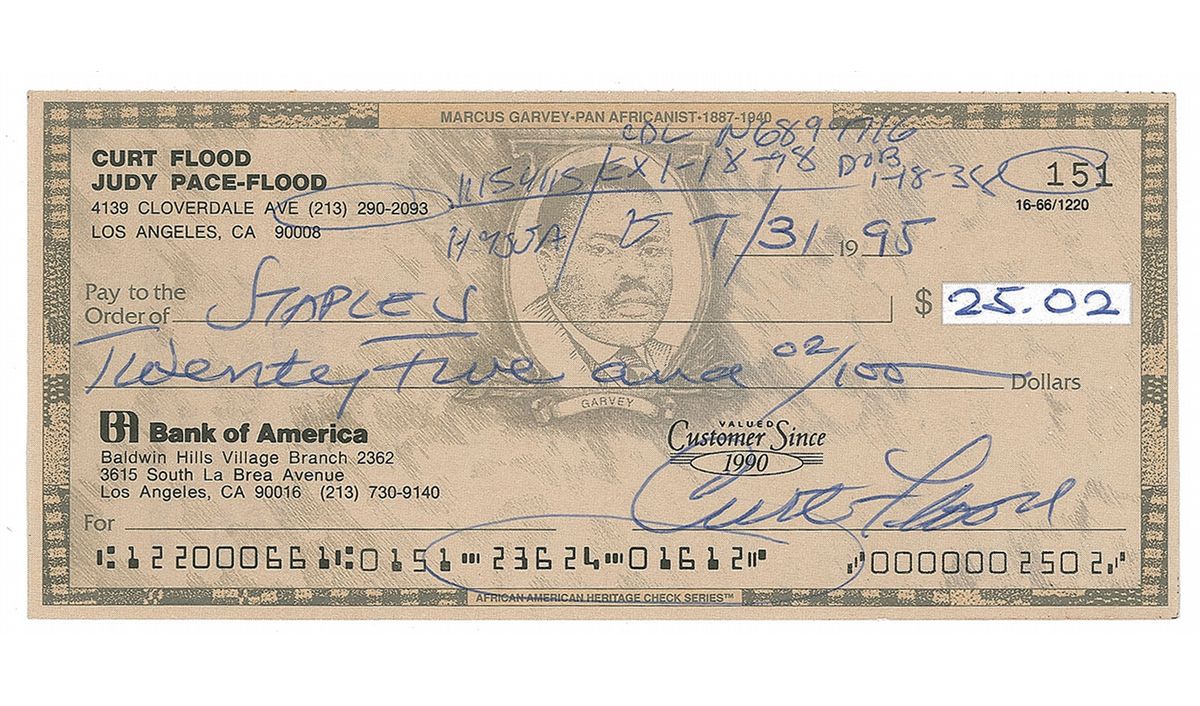 MARCUS GARVEY-PAN AFRICANIST-1887-1940
CDL
EX 1-18-98 DOB
1-18-38
CURT FLOOD
JUDY PACE-FLOOD
4139 CLOVERDALE AVE (213) 290-2093
LOS ANGELES, CA 90008
151
16-66/1220
7/31 19 95
Pay to the
Order of STAPLES $ 25.02
Twenty Five and 02/100 Dollars
GARVEY
Bank of America
Baldwin Hills Village Branch 2362
3615 South La Brea Avenue
Los Angeles, CA 90016 (213) 730-9140
VALUED
Customer Since
1990
For Curt Flood
⑆122000661⑆0151 ⑉23624⑉01612⑈ ⑇0000002502⑇
AFRICAN AMERICAN HERITAGE CHECK SERIES™